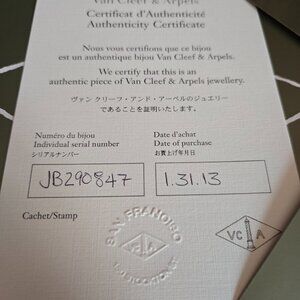 Van Cleef & Arpels
Certificat d'Authenticité
Authenticity Certificate
Nous vous certifions que ce bijou
est un authentique bijou Van Cleef & Arpels.
We certify that this is an
authentic piece of Van Cleef & Arpels jewellery.
ヴァン クリーフ・アンド・アーペルのジュエリー
であることを証明いたします。
Numéro du bijou
Individual serial number
シリアルナンバー
Date d'achat
Date of purchase
お買上げ年月日
JB290847
1.31.13
Cachet/Stamp
SAN FRANCISCO
STOCKTON ST
VC A